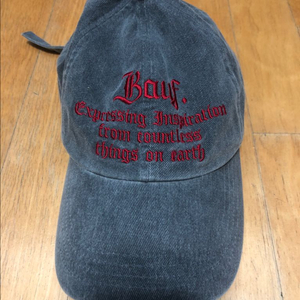 Bauf.
Expressing Inspiration
from countless
things on earth